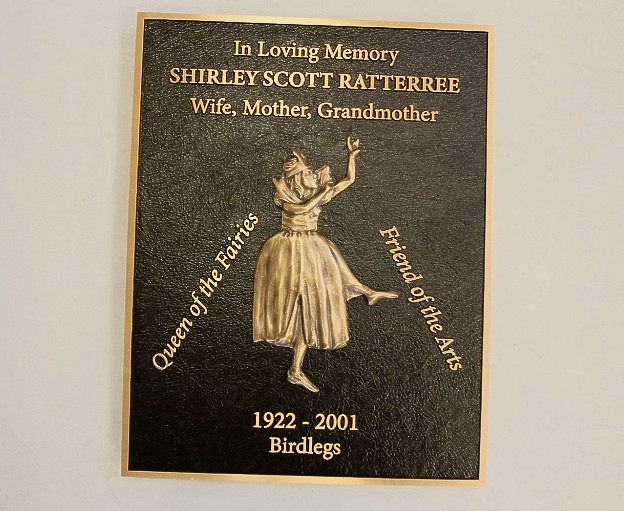 In Loving Memory
SHIRLEY SCOTT RATTERREE
Wife, Mother, Grandmother
Queen of the Fairies
Friend of the Arts
1922 - 2001
Birdlegs